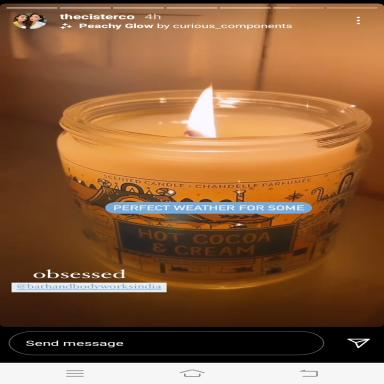 thecisterco 4h
Peachy Glow by curious_components
SCENTED CANDLE • CHANDELLE PARFUMÉE
PERFECT WEATHER FOR SOME
HOT COCOA
& CREAM
obsessed
@bathandbodyworksindia
Send message